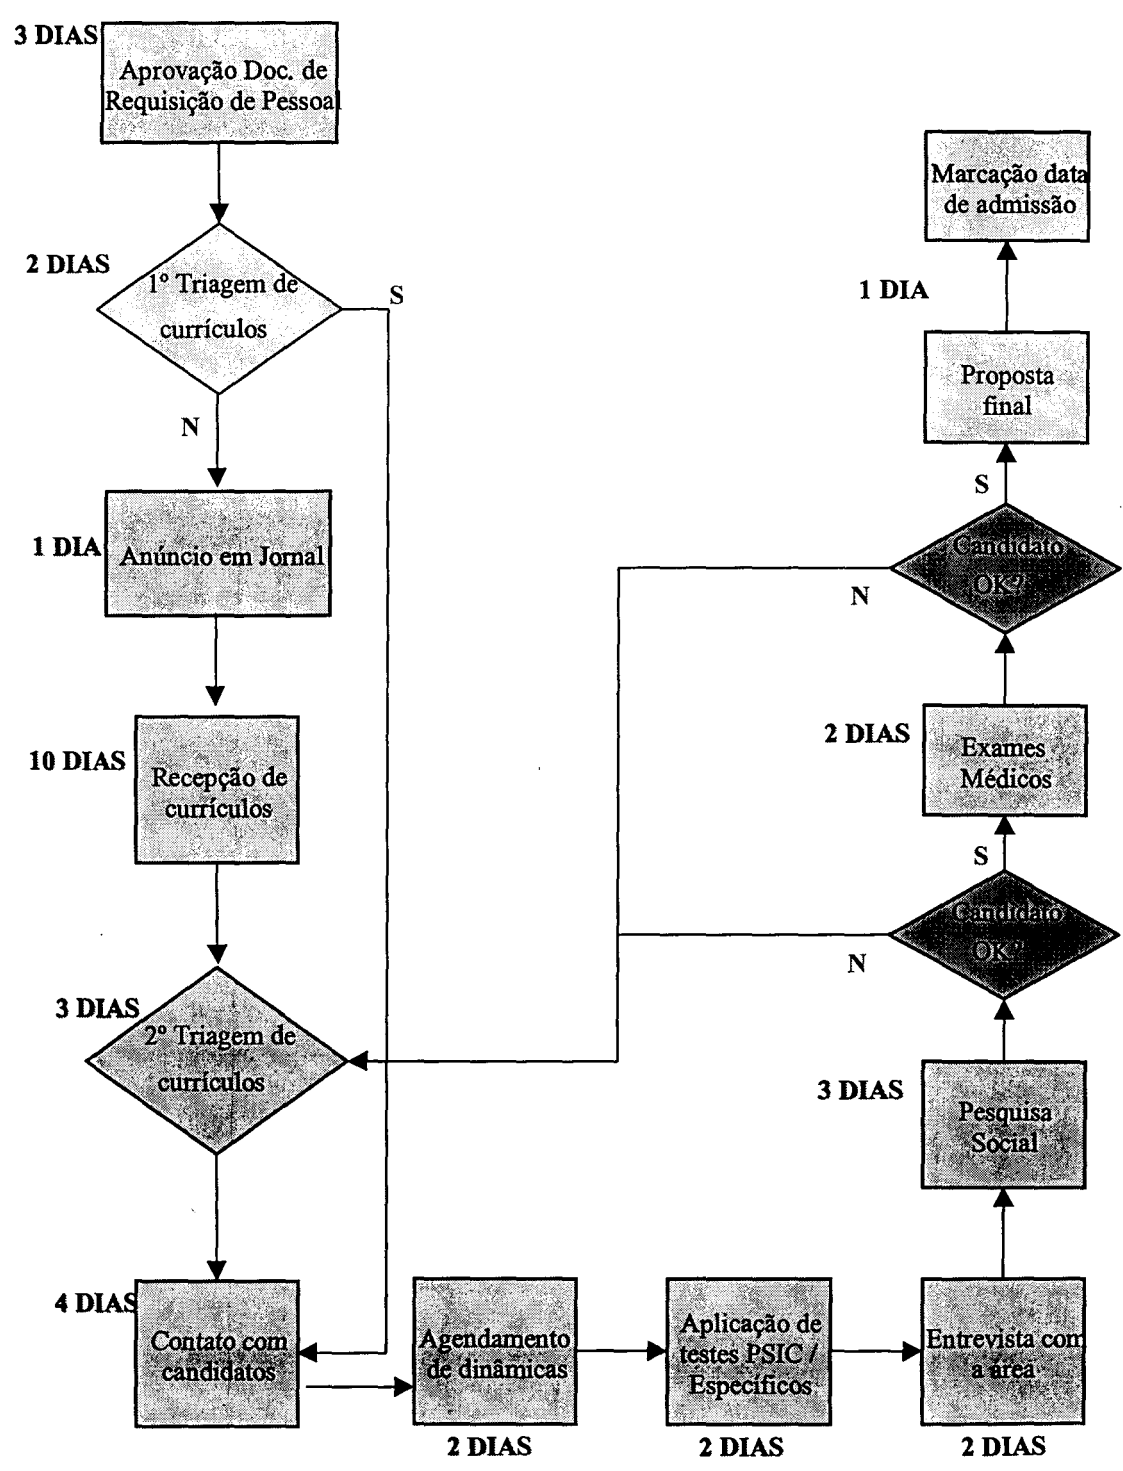 3 DIAS
Aprovação Doc. de
Requisição de Pessoal
2 DIAS
1º Triagem de
currículos
S
N
1 DIA
Anúncio em Jornal
10 DIAS
Recepção de
currículos
3 DIAS
2º Triagem de
currículos
4 DIAS
Contato com
candidatos
Agendamento
de dinâmicas
2 DIAS
Aplicação de
testes PSIC /
Específicos
2 DIAS
Entrevista com
a área
2 DIAS
3 DIAS
Pesquisa
Social
Candidato
OK?
N
S
2 DIAS
Exames
Médicos
Candidato
OK?
N
S
Proposta
final
1 DIA
Marcação data
de admissão